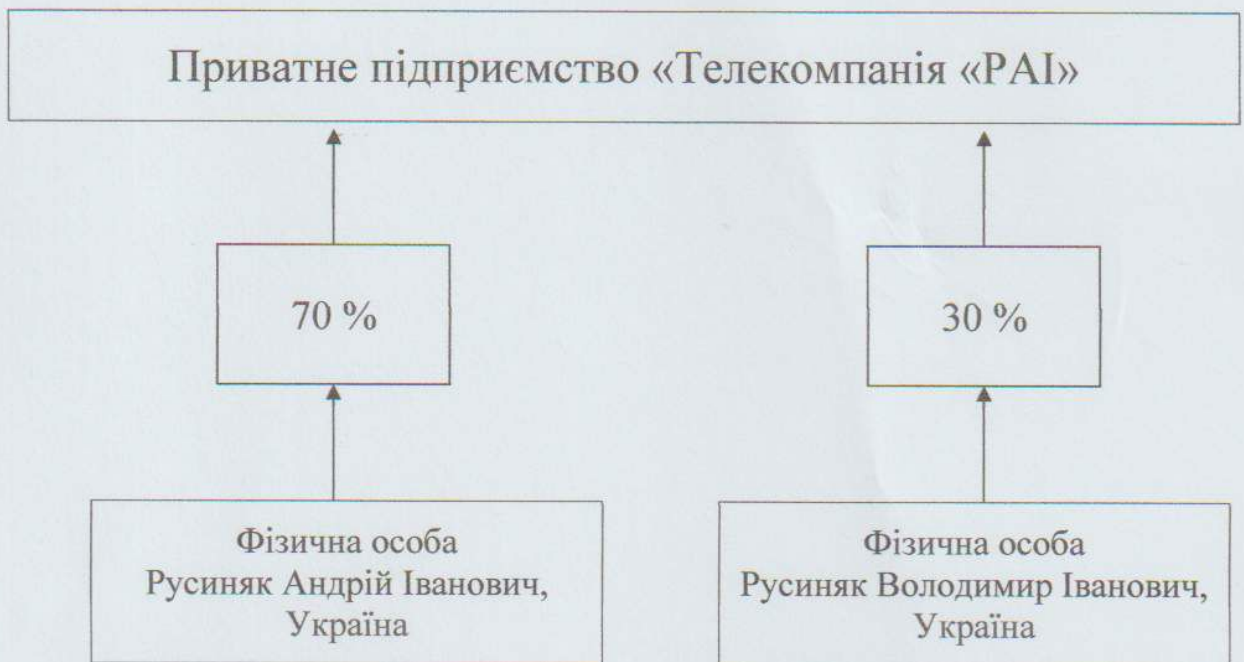 Приватне підприємство «Телекомпанія «РАІ»
70 %
30 %
Фізична особа
Русиняк Андрій Іванович,
Україна
Фізична особа
Русиняк Володимир Іванович,
Україна